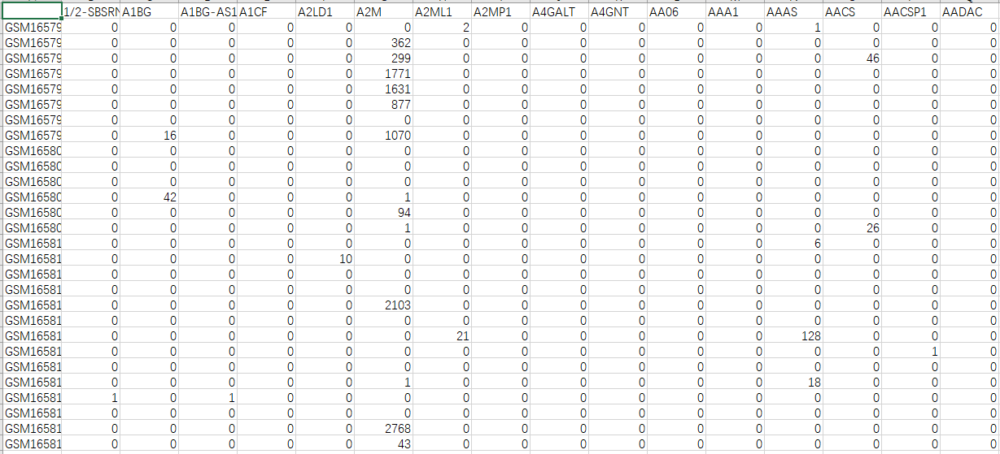 1/2-SBSRN A1BG A1BG-AS1 A1CF A2LD1 A2M A2ML1 A2MP1 A4GALT A4GNT AA06 AAA1 AAAS AACS AACSP1 AADAC
GSM16579 0 0 0 0 0 0 2 0 0 0 0 0 1 0 0 0
GSM16579 0 0 0 0 0 362 0 0 0 0 0 0 0 0 0 0
GSM16579 0 0 0 0 0 299 0 0 0 0 0 0 0 46 0 0
GSM16579 0 0 0 0 0 1771 0 0 0 0 0 0 0 0 0 0
GSM16579 0 0 0 0 0 1631 0 0 0 0 0 0 0 0 0 0
GSM16579 0 0 0 0 0 877 0 0 0 0 0 0 0 0 0 0
GSM16579 0 0 0 0 0 0 0 0 0 0 0 0 0 0 0 0
GSM16579 0 16 0 0 0 1070 0 0 0 0 0 0 0 0 0 0
GSM16580 0 0 0 0 0 0 0 0 0 0 0 0 0 0 0 0
GSM16580 0 0 0 0 0 0 0 0 0 0 0 0 0 0 0 0
GSM16580 0 0 0 0 0 0 0 0 0 0 0 0 0 0 0 0
GSM16580 0 42 0 0 0 1 0 0 0 0 0 0 0 0 0 0
GSM16580 0 0 0 0 0 94 0 0 0 0 0 0 0 0 0 0
GSM16580 0 0 0 0 0 1 0 0 0 0 0 0 0 26 0 0
GSM16581 0 0 0 0 0 0 0 0 0 0 0 0 6 0 0 0
GSM16581 0 0 0 0 10 0 0 0 0 0 0 0 0 0 0 0
GSM16581 0 0 0 0 0 0 0 0 0 0 0 0 0 0 0 0
GSM16581 0 0 0 0 0 0 0 0 0 0 0 0 0 0 0 0
GSM16581 0 0 0 0 0 2103 0 0 0 0 0 0 0 0 0 0
GSM16581 0 0 0 0 0 0 0 0 0 0 0 0 0 0 0 0
GSM16581 0 0 0 0 0 0 21 0 0 0 0 0 128 0 0 0
GSM16581 0 0 0 0 0 0 0 0 0 0 0 0 0 0 1 0
GSM16581 0 0 0 0 0 0 0 0 0 0 0 0 0 0 0 0
GSM16581 0 0 0 0 0 1 0 0 0 0 0 0 18 0 0 0
GSM16581 1 0 1 0 0 0 0 0 0 0 0 0 0 0 0 0
GSM16581 0 0 0 0 0 0 0 0 0 0 0 0 0 0 0 0
GSM16581 0 0 0 0 0 2768 0 0 0 0 0 0 0 0 0 0
GSM16581 0 0 0 0 0 43 0 0 0 0 0 0 0 0 0 0